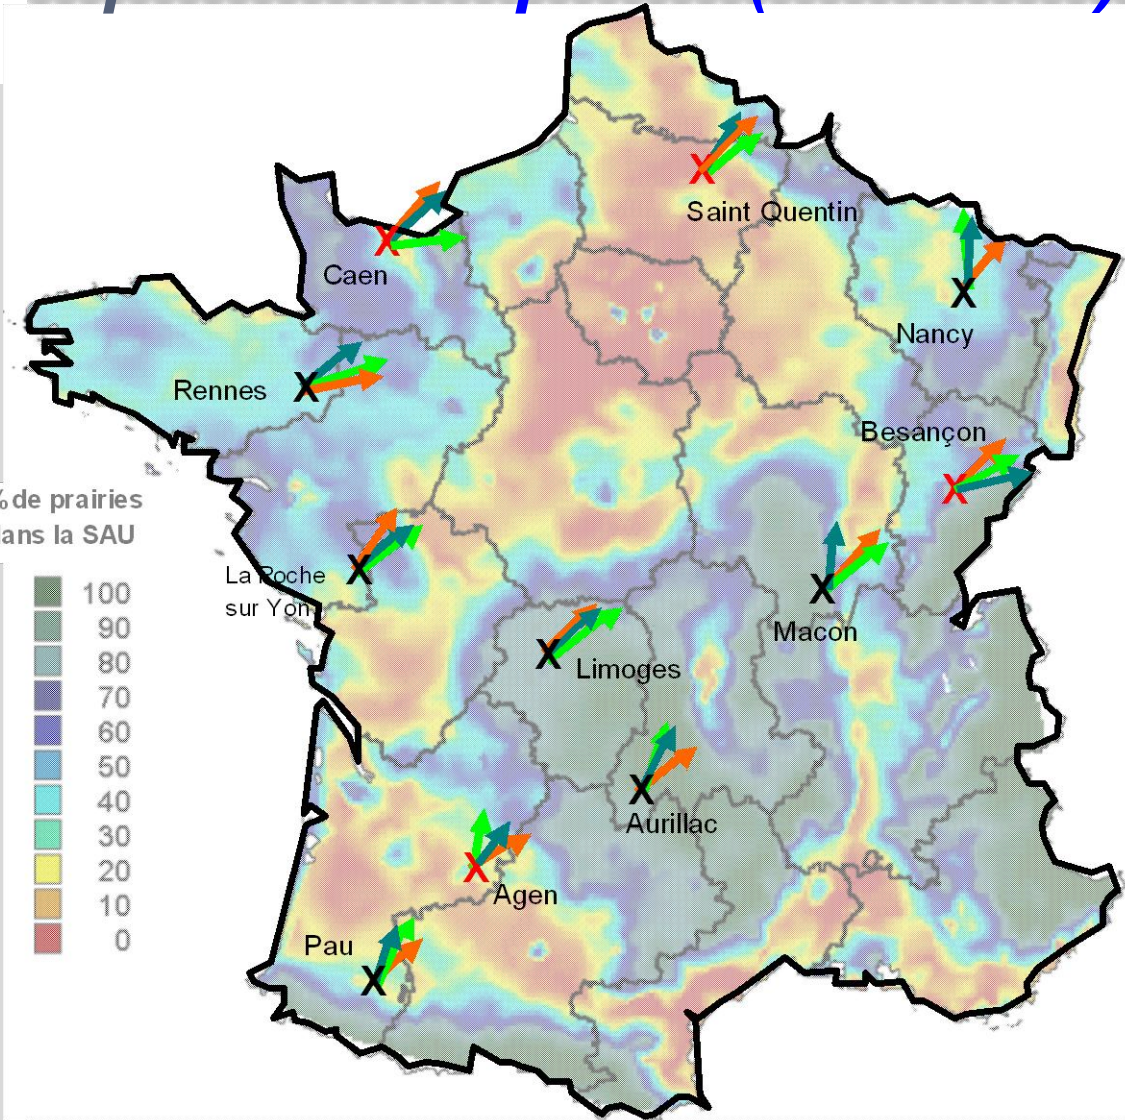 Saint Quentin
Caen
Nancy
Rennes
Besançon
% de prairies
dans la SAU
La Roche
sur Yon
100
90
80
70
60
50
40
30
20
10
0
Macon
Limoges
Aurillac
Agen
Pau
X
X
X
X
X
X
X
X
X
X
X